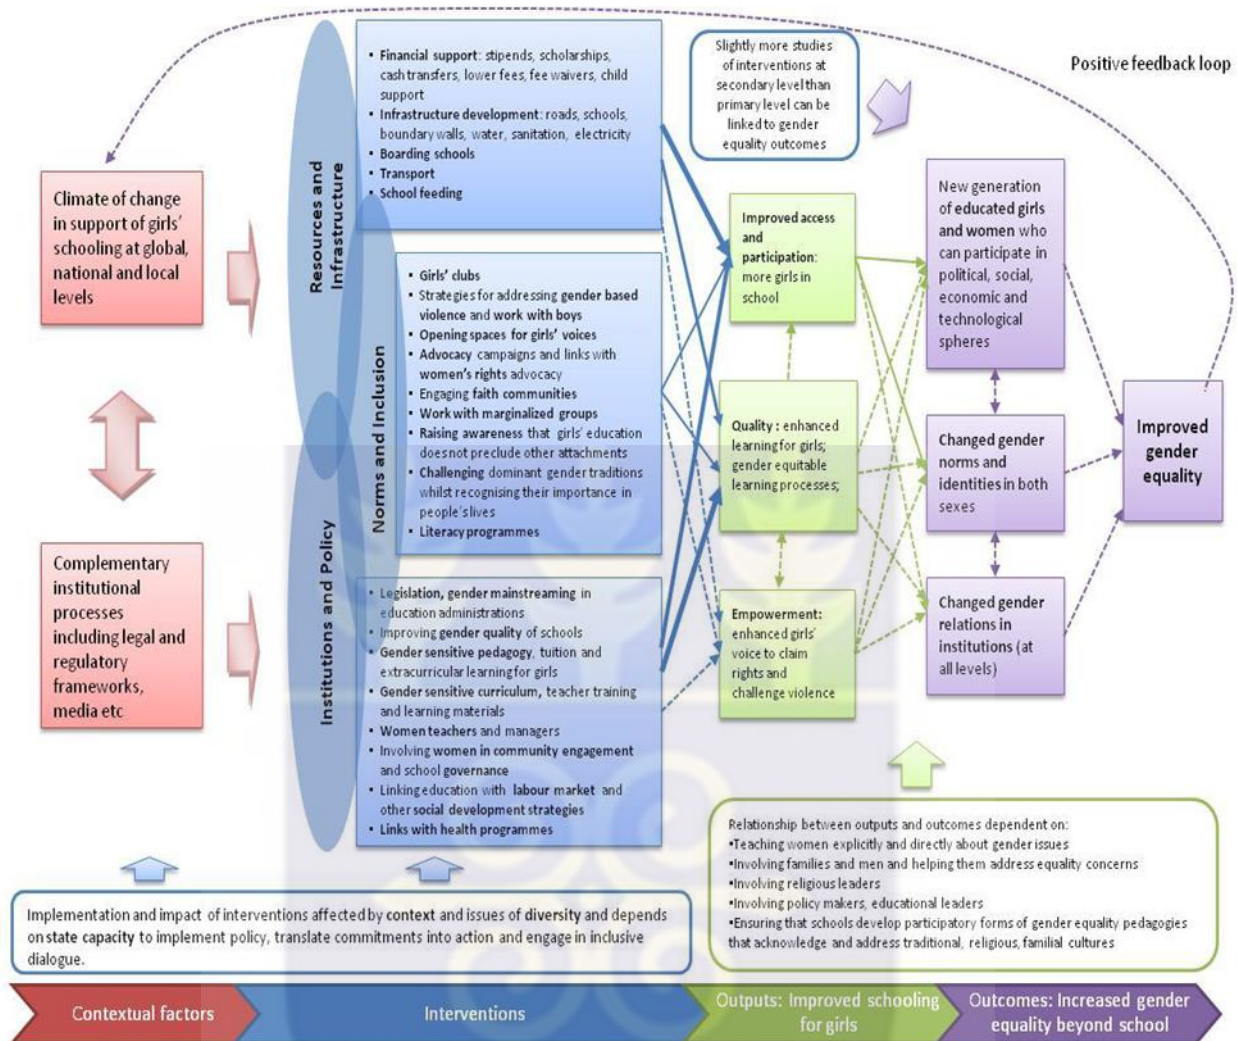 Positive feedback loop
Climate of change
in support of girls'
schooling at global,
national and local
levels
Complementary
institutional
processes
including legal and
regulatory
frameworks,
media etc
Resources and
Infrastructure
Norms and Inclusion
Institutions and Policy
▪ Financial support: stipends, scholarships,
cash transfers, lower fees, fee waivers, child
support
▪ Infrastructure development: roads, schools,
boundary walls, water, sanitation, electricity
▪ Boarding schools
▪ Transport
▪ School feeding
▪ Girls' clubs
▪ Strategies for addressing gender based
violence and work with boys
▪ Opening spaces for girls' voices
▪ Advocacy campaigns and links with
women's rights advocacy
▪ Engaging faith communities
▪ Work with marginalized groups
▪ Raising awareness that girls' education
does not preclude other attachments
▪ Challenging dominant gender traditions
whilst recognising their importance in
people's lives
▪ Literacy programmes
▪ Legislation, gender mainstreaming in
education administrations
▪ Improving gender quality of schools
▪ Gender sensitive pedagogy, tuition and
extracurricular learning for girls
▪ Gender sensitive curriculum, teacher training
and learning materials
▪ Women teachers and managers
▪ Involving women in community engagement
and school governance
▪ Linking education with labour market and
other social development strategies
▪ Links with health programmes
Slightly more studies
of interventions at
secondary level than
primary level can be
linked to gender
equality outcomes
Improved access
and
participation:
more girls in
school
Quality : enhanced
learning for girls;
gender equitable
learning processes;
Empowerment:
enhanced girls'
voice to claim
rights and
challenge violence
New generation
of educated girls
and women who
can participate in
political, social,
economic and
technological
spheres
Changed gender
norms and
identities in both
sexes
Changed gender
relations in
institutions (at
all levels)
Improved
gender
equality
Implementation and impact of interventions affected by context and issues of diversity and depends
on state capacity to implement policy, translate commitments into action and engage in inclusive
dialogue.
Relationship between outputs and outcomes dependent on:
•Teaching women explicitly and directly about gender issues
•Involving families and men and helping them address equality concerns
•Involving religious leaders
•Involving policy makers, educational leaders
•Ensuring that schools develop participatory forms of gender equality pedagogies
that acknowledge and address traditional, religious, familial cultures
Contextual factors
Interventions
Outputs: Improved schooling
for girls
Outcomes: Increased gender
equality beyond school